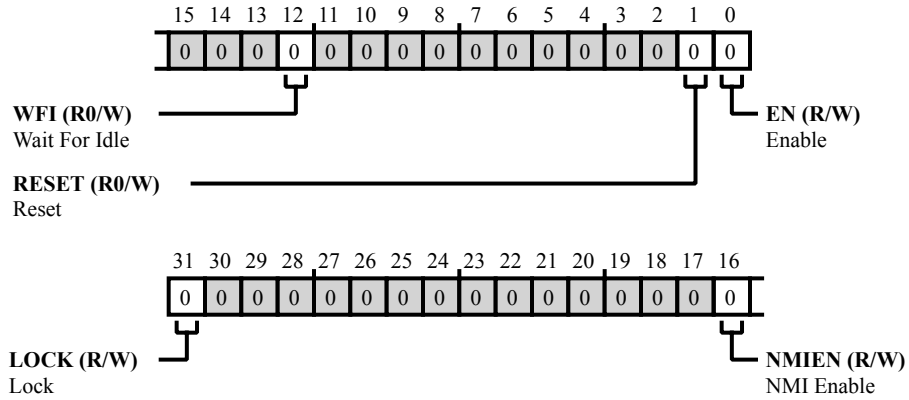 15 14 13 12 11 10 9 8 7 6 5 4 3 2 1 0
0 0 0 0 0 0 0 0 0 0 0 0 0 0 0 0
WFI (R0/W)
Wait For Idle
EN (R/W)
Enable
RESET (R0/W)
Reset
31 30 29 28 27 26 25 24 23 22 21 20 19 18 17 16
0 0 0 0 0 0 0 0 0 0 0 0 0 0 0 0
LOCK (R/W)
Lock
NMIEN (R/W)
NMI Enable